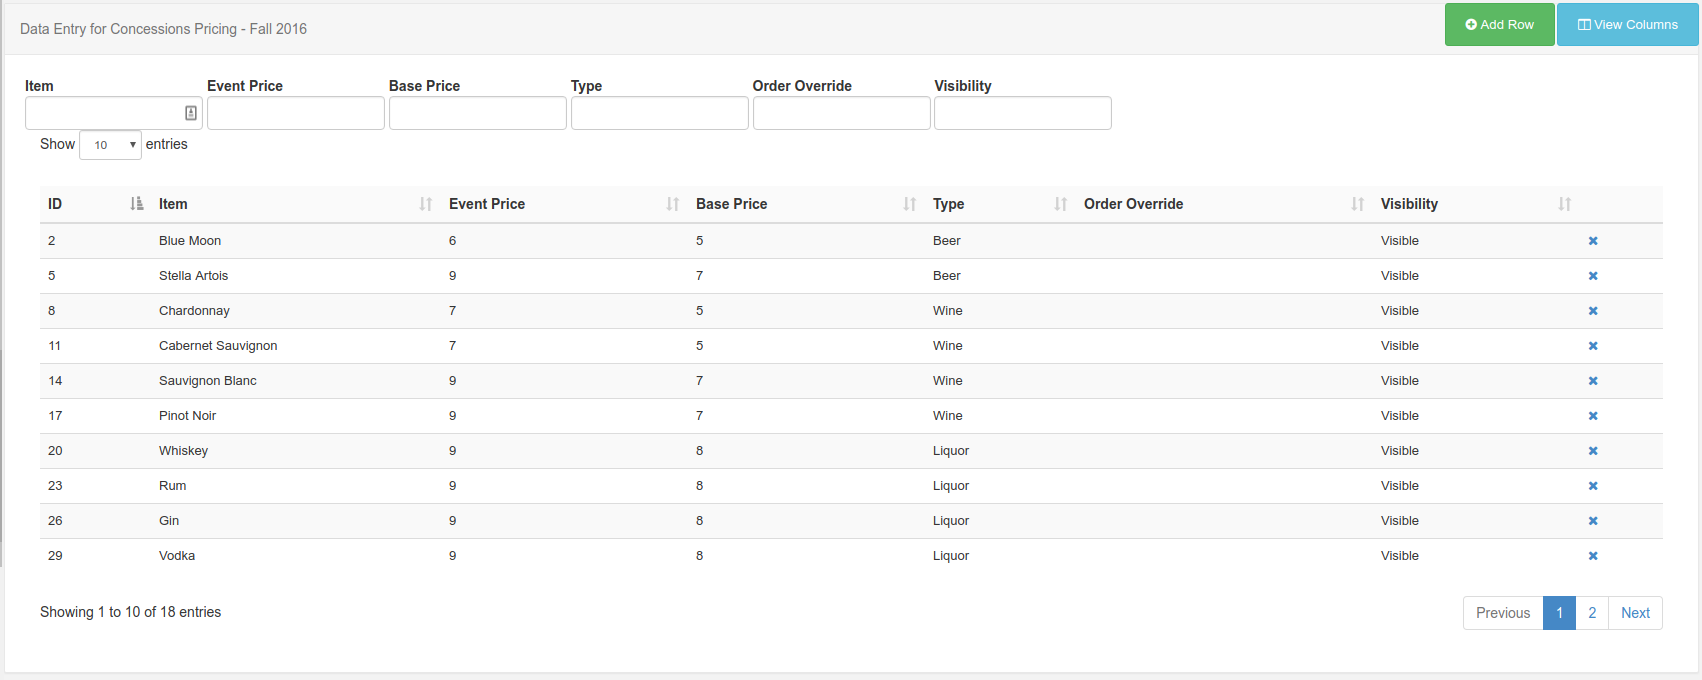 Data Entry for Concessions Pricing - Fall 2016
Add Row View Columns
Item Event Price Base Price Type Order Override Visibility
Show 10 entries
ID Item Event Price Base Price Type Order Override Visibility
2 Blue Moon 6 5 Beer Visible
5 Stella Artois 9 7 Beer Visible
8 Chardonnay 7 5 Wine Visible
11 Cabernet Sauvignon 7 5 Wine Visible
14 Sauvignon Blanc 9 7 Wine Visible
17 Pinot Noir 9 7 Wine Visible
20 Whiskey 9 8 Liquor Visible
23 Rum 9 8 Liquor Visible
26 Gin 9 8 Liquor Visible
29 Vodka 9 8 Liquor Visible
Showing 1 to 10 of 18 entries Previous 1 2 Next